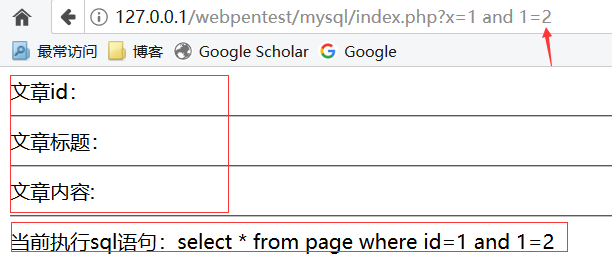 127.0.0.1/webpentest/mysql/index.php?x=1 and 1=2
最常访问 博客 Google Scholar Google
文章id：
文章标题：
文章内容:
当前执行sql语句：select * from page where id=1 and 1=2